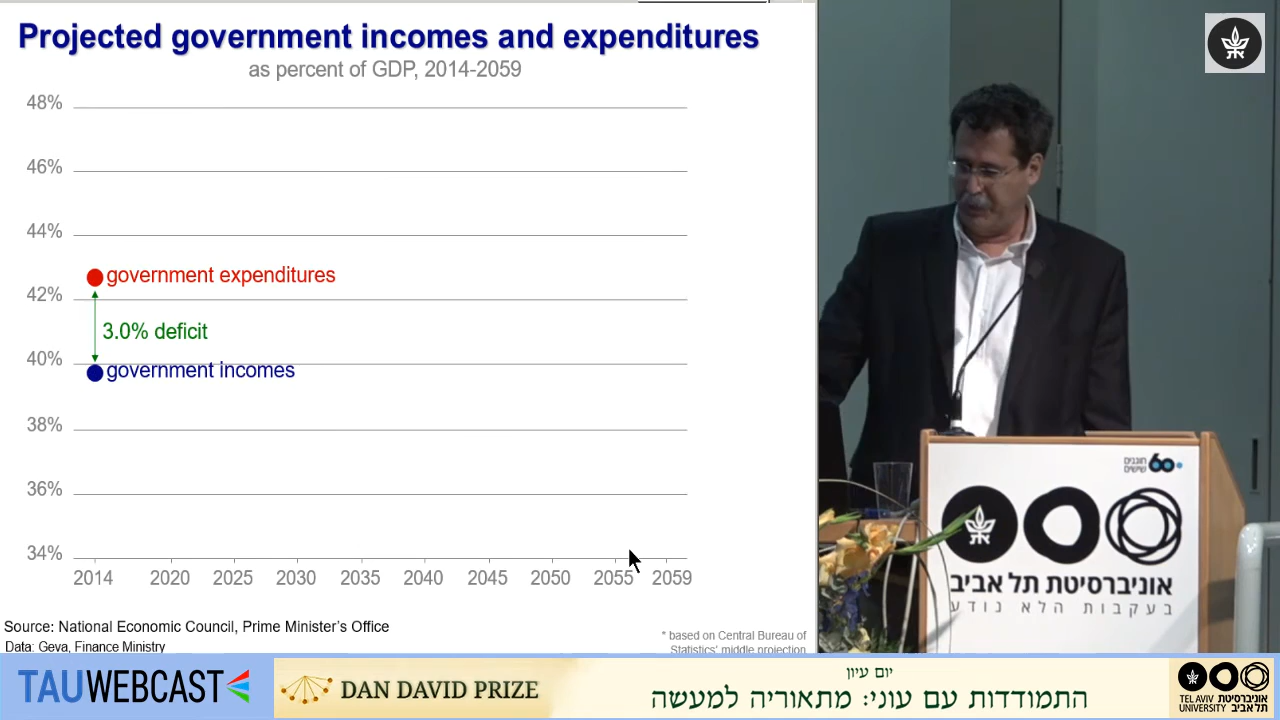 Projected government incomes and expenditures
as percent of GDP, 2014-2059
48%
46%
44%
government expenditures
42%
3.0% deficit
40%
government incomes
38%
36%
34%
2014 2020 2025 2030 2035 2040 2045 2050 2055 2059
Source: National Economic Council, Prime Minister's Office
Data: Geva, Finance Ministry
* based on Central Bureau of
Statistics' middle projection
חוגגים
שישים
60
אוניברסיטת תל אביב
בעקבות הלא נודע
TAUWEBCAST
DAN DAVID PRIZE
יום עיון
התמודדות עם עוני: מתאוריה למעשה
TEL AVIV אוניברסיטת
UNIVERSITY תל אביב